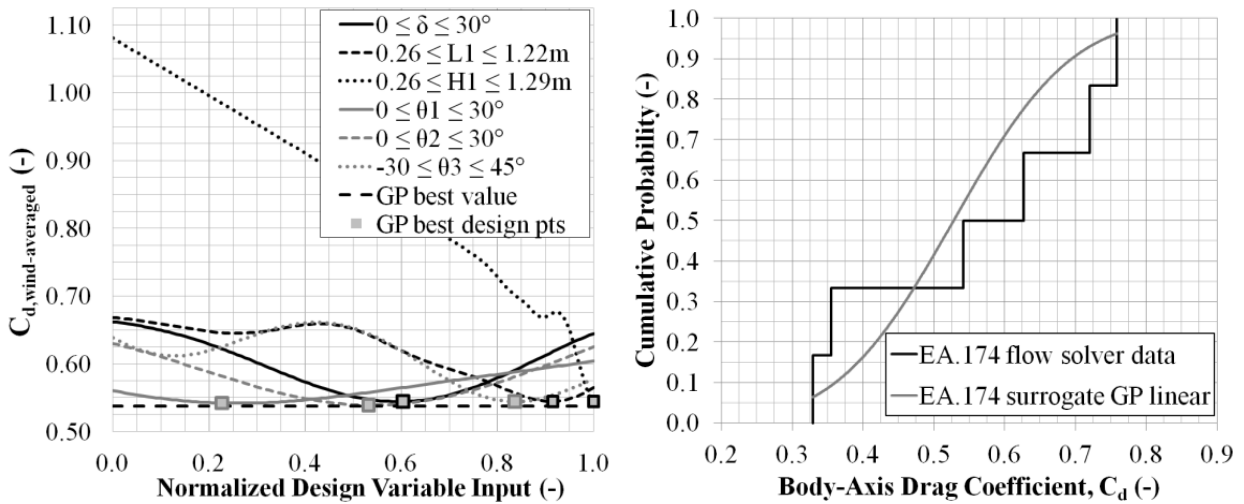 1.10
1.00
0.90
0.80
0.70
0.60
0.50
C_d,wind-averaged (-)
0 ≤ δ ≤ 30°
0.26 ≤ L1 ≤ 1.22m
0.26 ≤ H1 ≤ 1.29m
0 ≤ θ1 ≤ 30°
0 ≤ θ2 ≤ 30°
-30 ≤ θ3 ≤ 45°
GP best value
GP best design pts
0.0 0.2 0.4 0.6 0.8 1.0
Normalized Design Variable Input (-)
1.0
0.9
0.8
0.7
0.6
0.5
0.4
0.3
0.2
0.1
0.0
Cumulative Probability (-)
EA.174 flow solver data
EA.174 surrogate GP linear
0.2 0.3 0.4 0.5 0.6 0.7 0.8 0.9
Body-Axis Drag Coefficient, C_d (-)